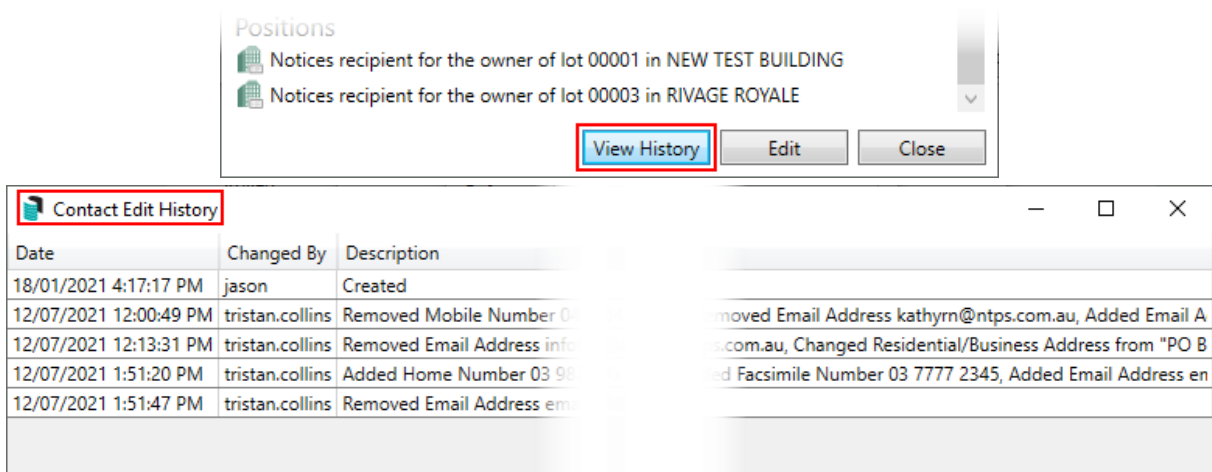 Positions
Notices recipient for the owner of lot 00001 in NEW TEST BUILDING
Notices recipient for the owner of lot 00003 in RIVAGE ROYALE
View History Edit Close
Contact Edit History
Date Changed By Description
18/01/2021 4:17:17 PM jason Created
12/07/2021 12:00:49 PM tristan.collins Removed Mobile Number Email Address kathyrn@ntps.com.au, Added Email A
12/07/2021 12:13:31 PM tristan.collins Removed Email Address Changed Residential/Business Address from "PO B
12/07/2021 1:51:20 PM tristan.collins Added Home Number 03 Facsimile Number 03 7777 2345, Added Email Address en
12/07/2021 1:51:47 PM tristan.collins Removed Email Address